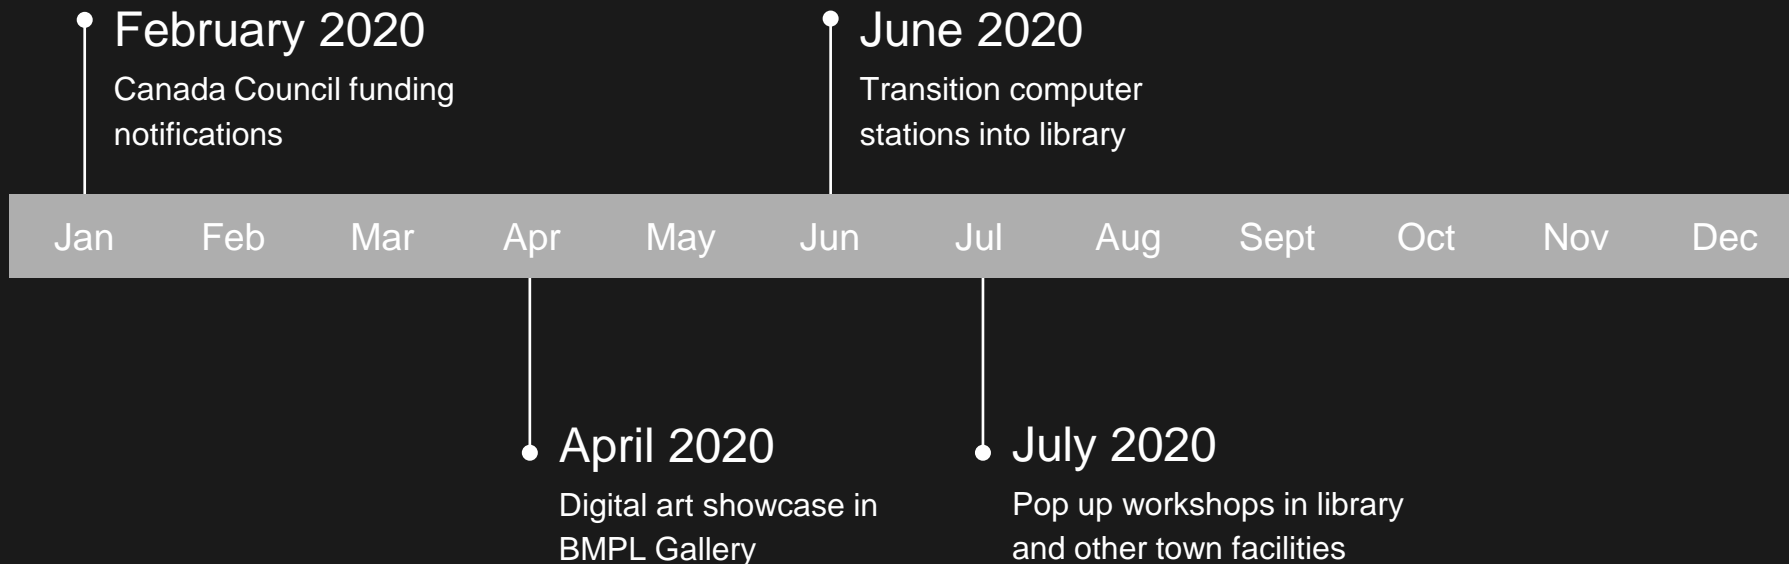 February 2020
Canada Council funding
notifications
June 2020
Transition computer
stations into library
Jan Feb Mar Apr May Jun Jul Aug Sept Oct Nov Dec
April 2020
Digital art showcase in
BMPL Gallery
July 2020
Pop up workshops in library
and other town facilities